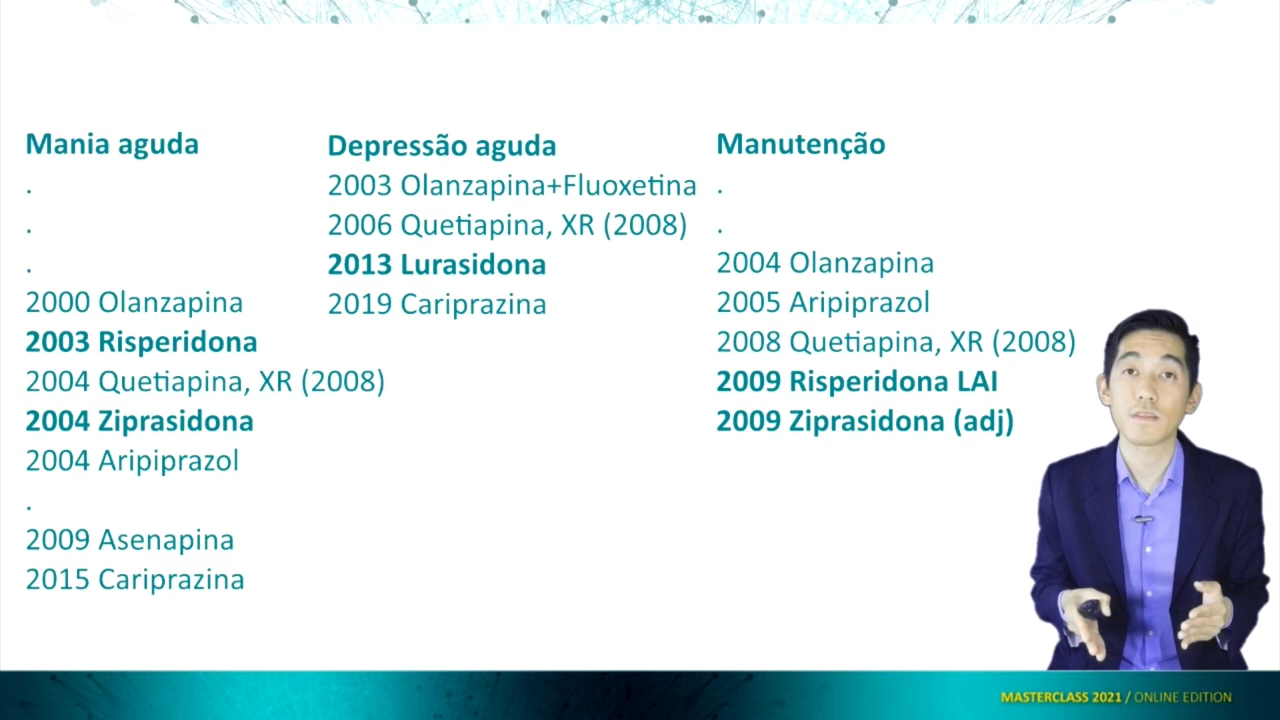 Mania aguda
.
.
.
2000 Olanzapina
2003 Risperidona
2004 Quetiapina, XR (2008)
2004 Ziprasidona
2004 Aripiprazol
.
2009 Asenapina
2015 Cariprazina
Depressão aguda
2003 Olanzapina+Fluoxetina
2006 Quetiapina, XR (2008)
2013 Lurasidona
2019 Cariprazina
Manutenção
.
.
2004 Olanzapina
2005 Aripiprazol
2008 Quetiapina, XR (2008)
2009 Risperidona LAI
2009 Ziprasidona (adj)
MASTERCLASS 2021 / ONLINE EDITION